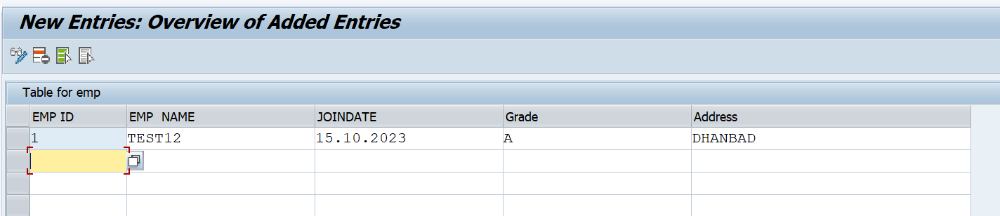 New Entries: Overview of Added Entries
Table for emp
EMP ID EMP NAME JOINDATE Grade Address
1 TEST12 15.10.2023 A DHANBAD